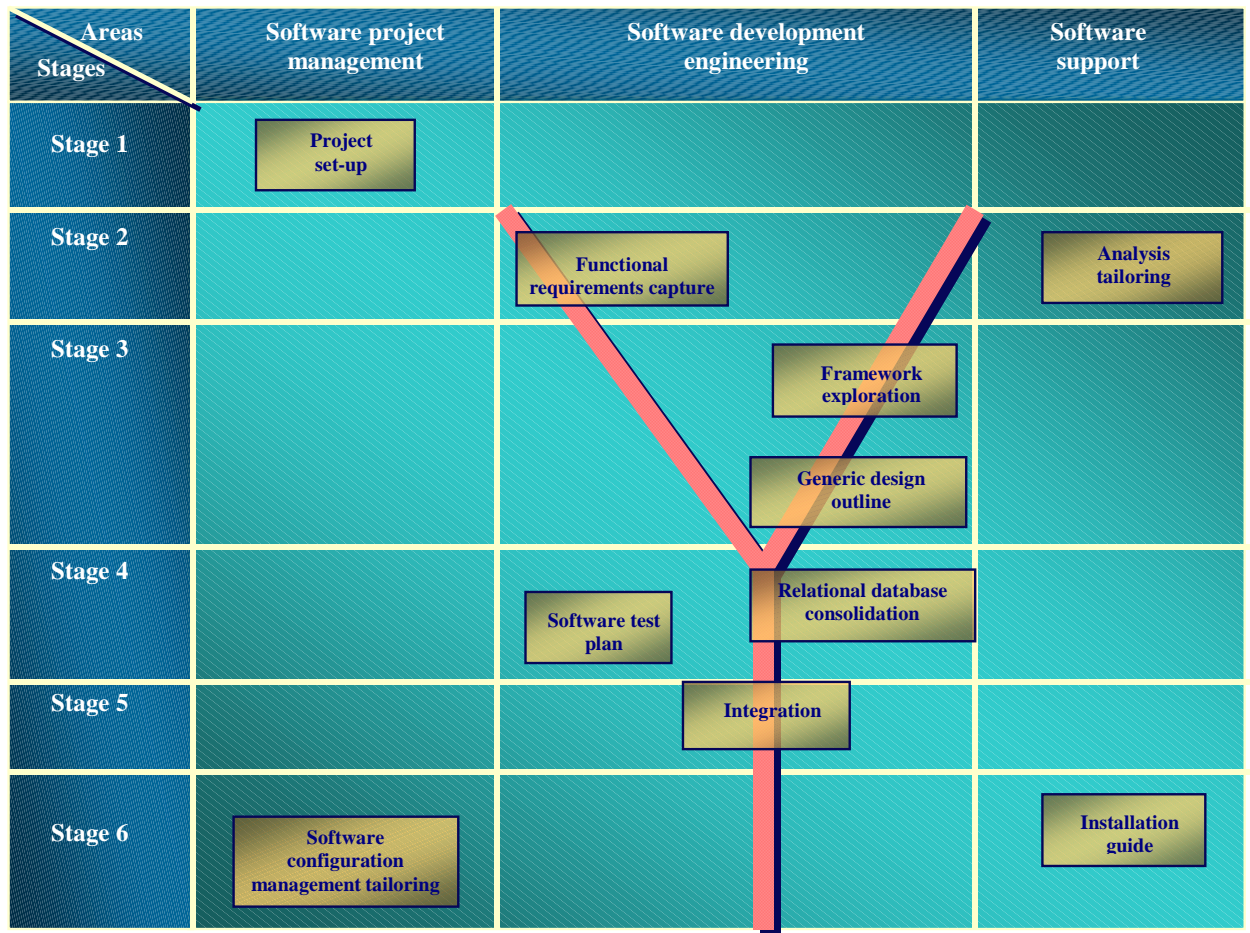 Areas
Stages
Software project
management
Software development
engineering
Software
support
Stage 1
Project
set-up
Stage 2
Functional
requirements capture
Analysis
tailoring
Stage 3
Framework
exploration
Generic design
outline
Stage 4
Software test
plan
Relational database
consolidation
Stage 5
Integration
Stage 6
Software
configuration
management tailoring
Installation
guide